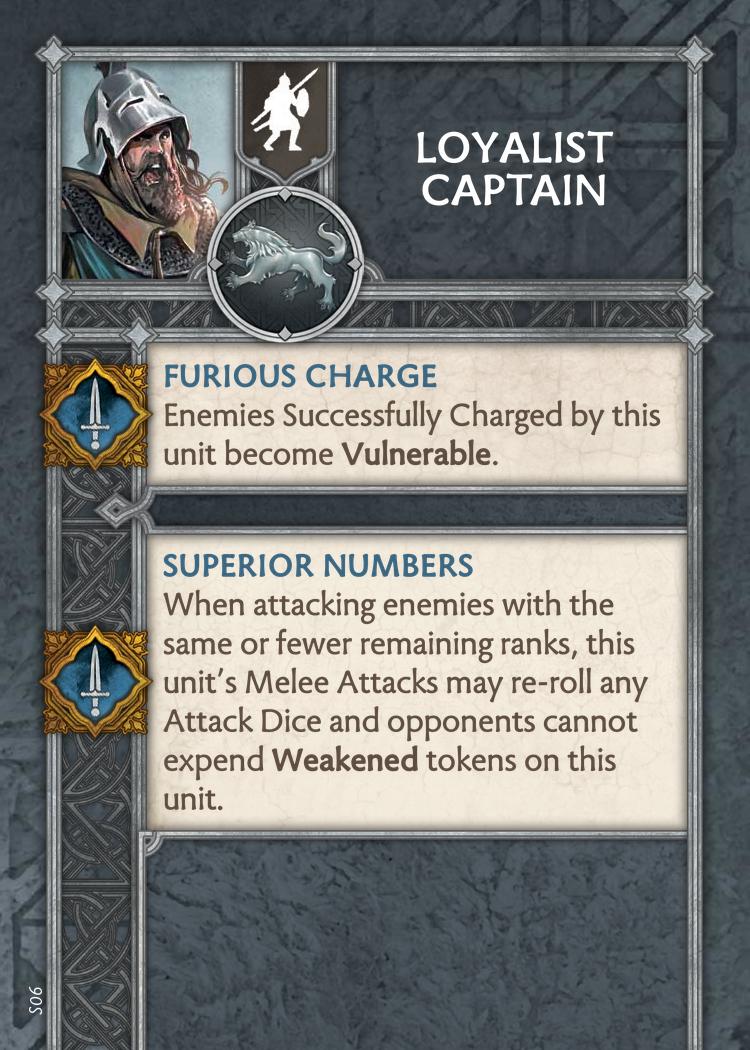 LOYALIST
CAPTAIN
FURIOUS CHARGE
Enemies Successfully Charged by this
unit become Vulnerable.
SUPERIOR NUMBERS
When attacking enemies with the
same or fewer remaining ranks, this
unit's Melee Attacks may re-roll any
Attack Dice and opponents cannot
expend Weakened tokens on this
unit.
S06